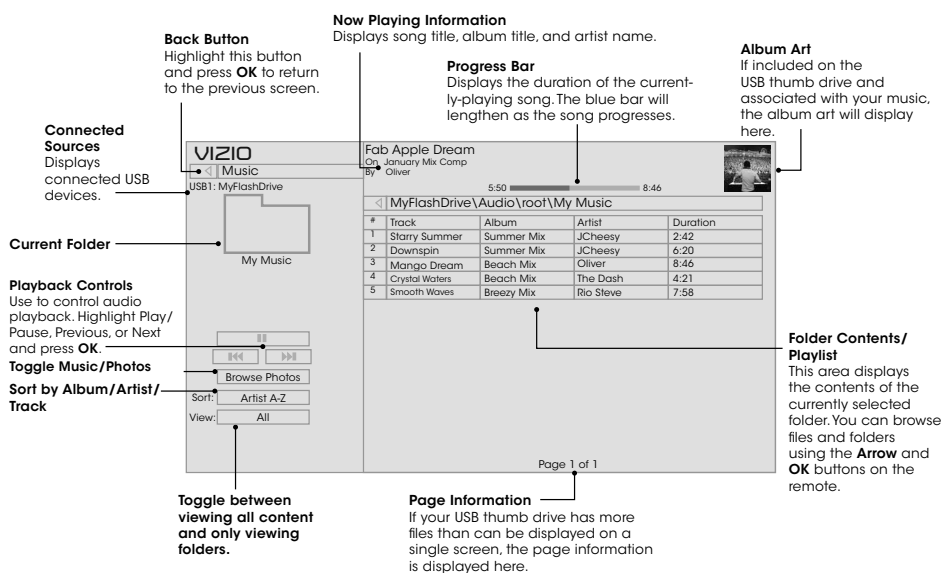 Now Playing Information
Displays song title, album title, and artist name.
Back Button
Highlight this button
and press OK to return
to the previous screen.
Progress Bar
Displays the duration of the current-
ly-playing song. The blue bar will
lengthen as the song progresses.
Album Art
If included on the
USB thumb drive and
associated with your music,
the album art will display
here.
Connected
Sources
Displays
connected USB
devices.
Current Folder
Playback Controls
Use to control audio
playback. Highlight Play/
Pause, Previous, or Next
and press OK.
Toggle Music/Photos
Sort by Album/Artist/
Track
VIZIO
Music
USB1: MyFlashDrive
My Music
Browse Photos
Sort: Artist A-Z
View: All
Fab Apple Dream
On January Mix Comp
By Oliver
5:50 8:46
MyFlashDrive\Audio\root\My Music
# Track Album Artist Duration
1 Starry Summer Summer Mix JCheesy 2:42
2 Downspin Summer Mix JCheesy 6:20
3 Mango Dream Beach Mix Oliver 8:46
4 Crystal Waters Beach Mix The Dash 4:21
5 Smooth Waves Breezy Mix Rio Steve 7:58
Page 1 of 1
Folder Contents/
Playlist
This area displays
the contents of the
currently selected
folder. You can browse
files and folders
using the Arrow and
OK buttons on the
remote.
Toggle between
viewing all content
and only viewing
folders.
Page Information
If your USB thumb drive has more
files than can be displayed on a
single screen, the page information
is displayed here.